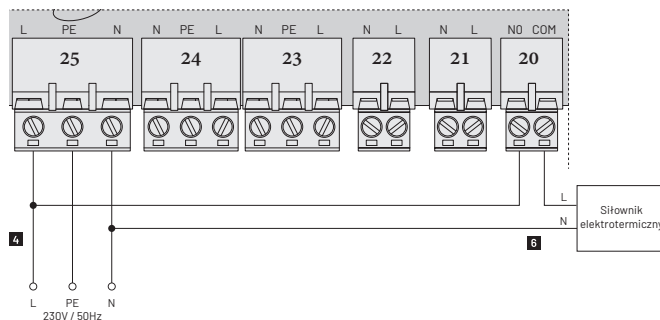 L PE N N PE L N PE L N L N L NO COM
25 24 23 22 21 20
L
Siłownik
elektrotermiczny
N
4 6
L PE N
230V / 50Hz